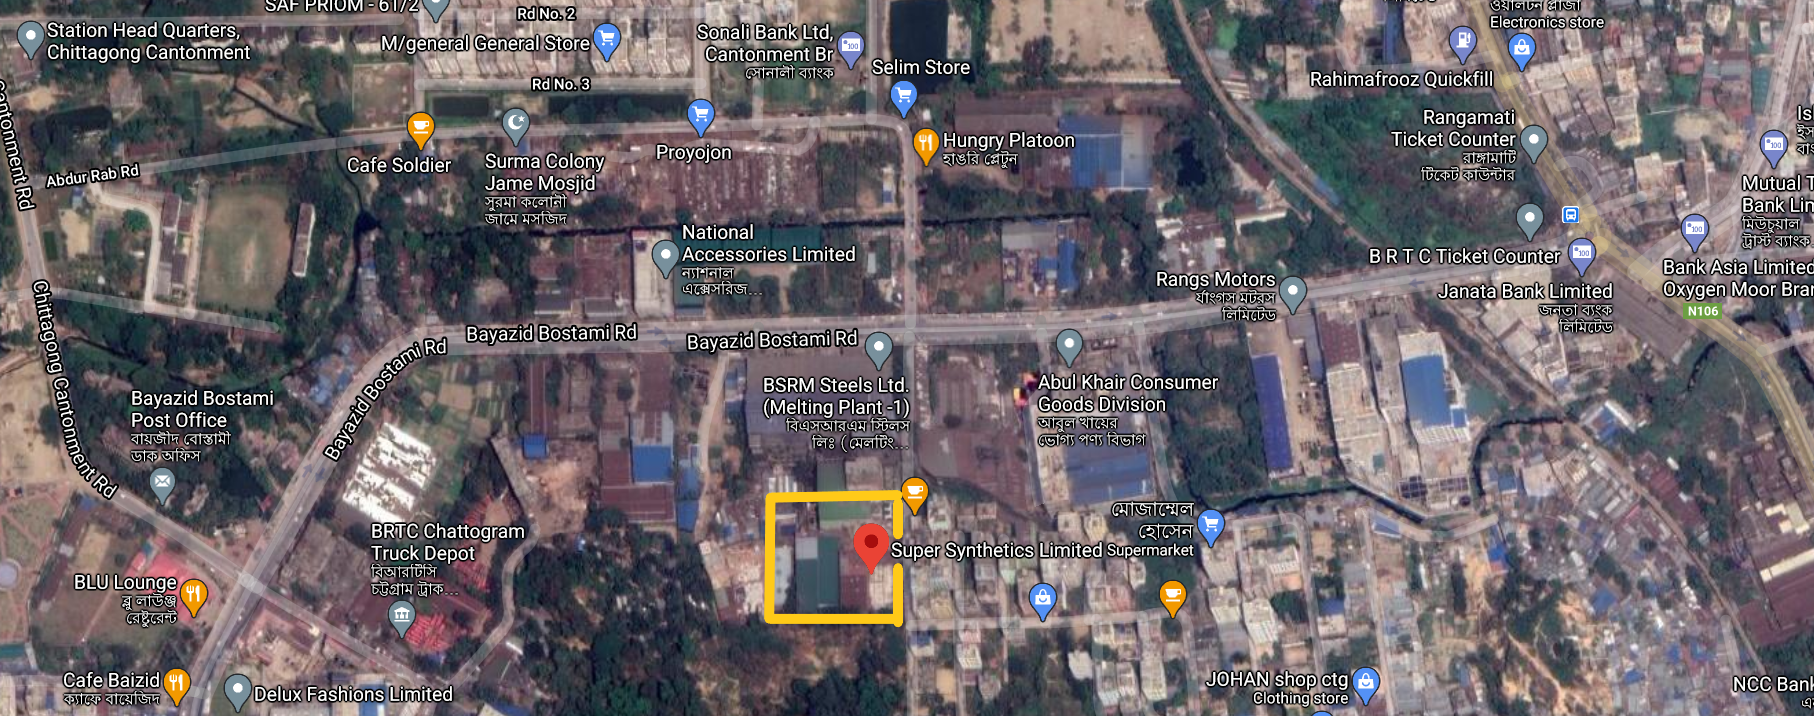 SAF PRIOM - 61/2
Rd No. 2
ওয়ালটন প্লাজা
Electronics store
Station Head Quarters,
Chittagong Cantonment
M/general General Store
Sonali Bank Ltd,
Cantonment Br
সোনালী ব্যাংক
Selim Store
Rahimafrooz Quickfill
Rd No. 3
Rangamati
Ticket Counter
রাঙ্গামাটি
টিকেট কাউন্টার
Cantonment Rd
Abdur Rab Rd
Cafe Soldier
Surma Colony
Jame Mosjid
সুরমা কলোনী
জামে মসজিদ
Proyojon
Hungry Platoon
হাঙরি প্লেটুন
Mutual T
Bank Lin
মিউচুয়াল
ট্রাস্ট ব্যাংক
National
Accessories Limited
ন্যাশনাল
এক্সেসরিজ...
B R T C Ticket Counter
Rangs Motors
র্যাংগস মটরস
লিমিটেড
Janata Bank Limited
জনতা ব্যংক
লিমিটেড
Bank Asia Limited
Oxygen Moor Bran
N106
Chittagong Cantonment Rd
Bayazid Bostami Rd
Bayazid Bostami Rd
Bayazid Bostami Rd
BSRM Steels Ltd.
(Melting Plant -1)
বিএসআরএম স্টিলস
লিঃ ( মেলটিং...
Abul Khair Consumer
Goods Division
আবুল খায়ের
ভোগ্য পণ্য বিভাগ
Bayazid Bostami
Post Office
বায়জীদ বোস্তামী
ডাক অফিস
BRTC Chattogram
Truck Depot
বিআরটিসি
চট্টগ্রাম ট্রাক...
মোজাম্মেল
হোসেন
Supermarket
Super Synthetics Limited
BLU Lounge
ব্লু লাউঞ্জ
রেষ্টুরেন্ট
Cafe Baizid
ক্যাফে বায়েজিদ
Delux Fashions Limited
JOHAN shop ctg
Clothing store
NCC Bank